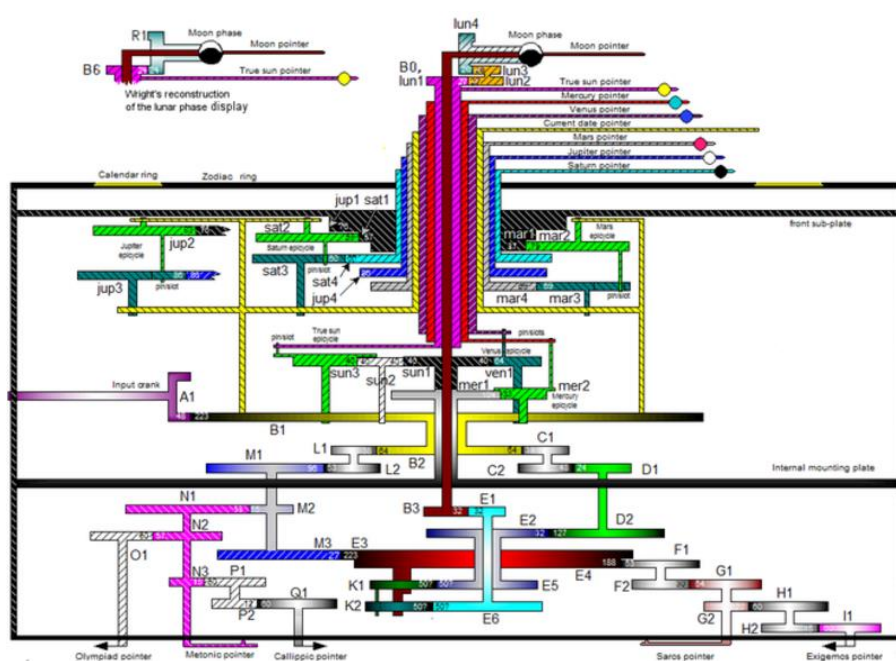 R1
Moon phase
Moon pointer
B6
True sun pointer
Wright's reconstruction
of the lunar phase display
lun4
Moon phase
Moon pointer
B0,
lun1
lun3
lun2
True sun pointer
Mercury pointer
Venus pointer
Current date pointer
Mars pointer
Jupiter pointer
Saturn pointer
Calendar ring
Zodiac ring
front sub-plate
jup1
sat1
jup2
sat2
mar1
mar2
Jupiter epicycle
Saturn epicycle
Mars epicycle
sat3
pin/slot
sat4
jup3
pin/slot
jup4
mar4
mar3
pin/slot
True sun epicycle
pin/slot
pin/slots
Venus epicycle
sun3
sun2
sun1
ven1
mer1
mer2
Mercury epicycle
Input crank
A1
48
223
B1
L1
64
B2
64
C1
M1
96
L2
C2
24
D1
Internal mounting plate
N1
M2
B3
32
32
E1
E2
32
127
D2
N2
57
O1
M3
27
223
E3
188
53
F1
E4
N3
P1
K1
E5
F2
30
54
G1
P2
12
60
Q1
K2
E6
G2
60
H1
H2
I1
Olympiad pointer
Metonic pointer
Callippic pointer
Saros pointer
Exigemos pointer